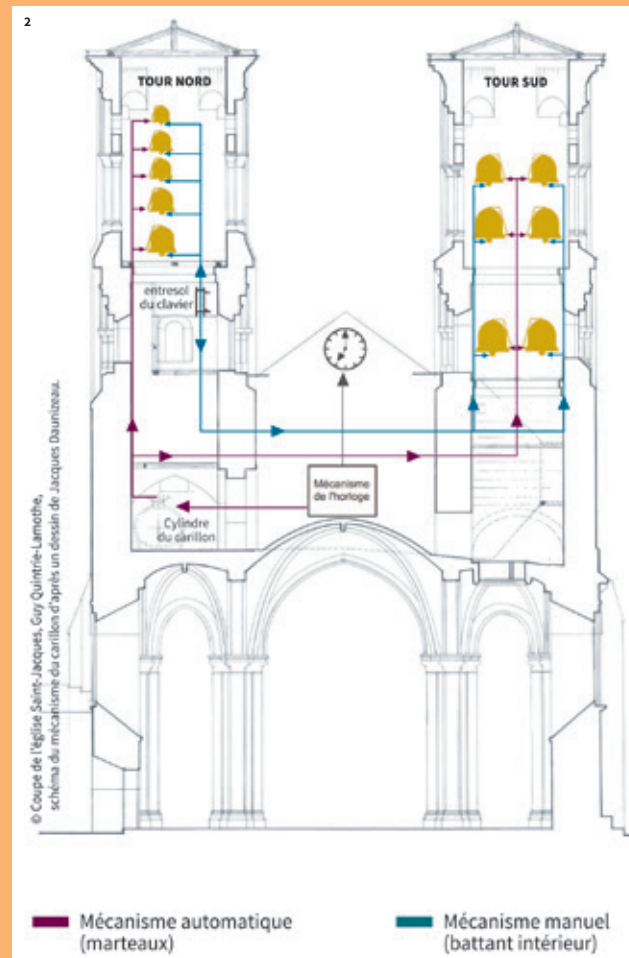 2
TOUR NORD
TOUR SUD
entresol
du clavier
Mécanisme
de l'horloge
Cylindre
du carillon
© Coupe de l'église Saint-Jacques, Guy Quintrie-Lamothe,
schéma du mécanisme du carillon d'après un dessin de Jacques Daunizeau.
Mécanisme automatique
(marteaux)
Mécanisme manuel
(battant intérieur)